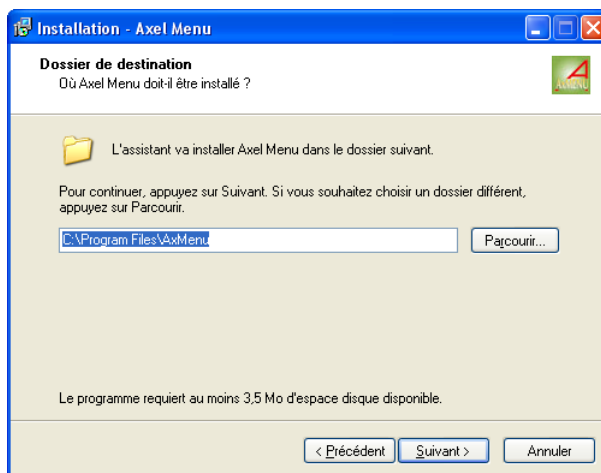 Installation - Axel Menu
Dossier de destination
Où Axel Menu doit-il être installé ?
AXMENU
L'assistant va installer Axel Menu dans le dossier suivant.
Pour continuer, appuyez sur Suivant. Si vous souhaitez choisir un dossier différent,
appuyez sur Parcourir.
C:\Program Files\AxMenu
Parcourir...
Le programme requiert au moins 3,5 Mo d'espace disque disponible.
< Précédent
Suivant >
Annuler